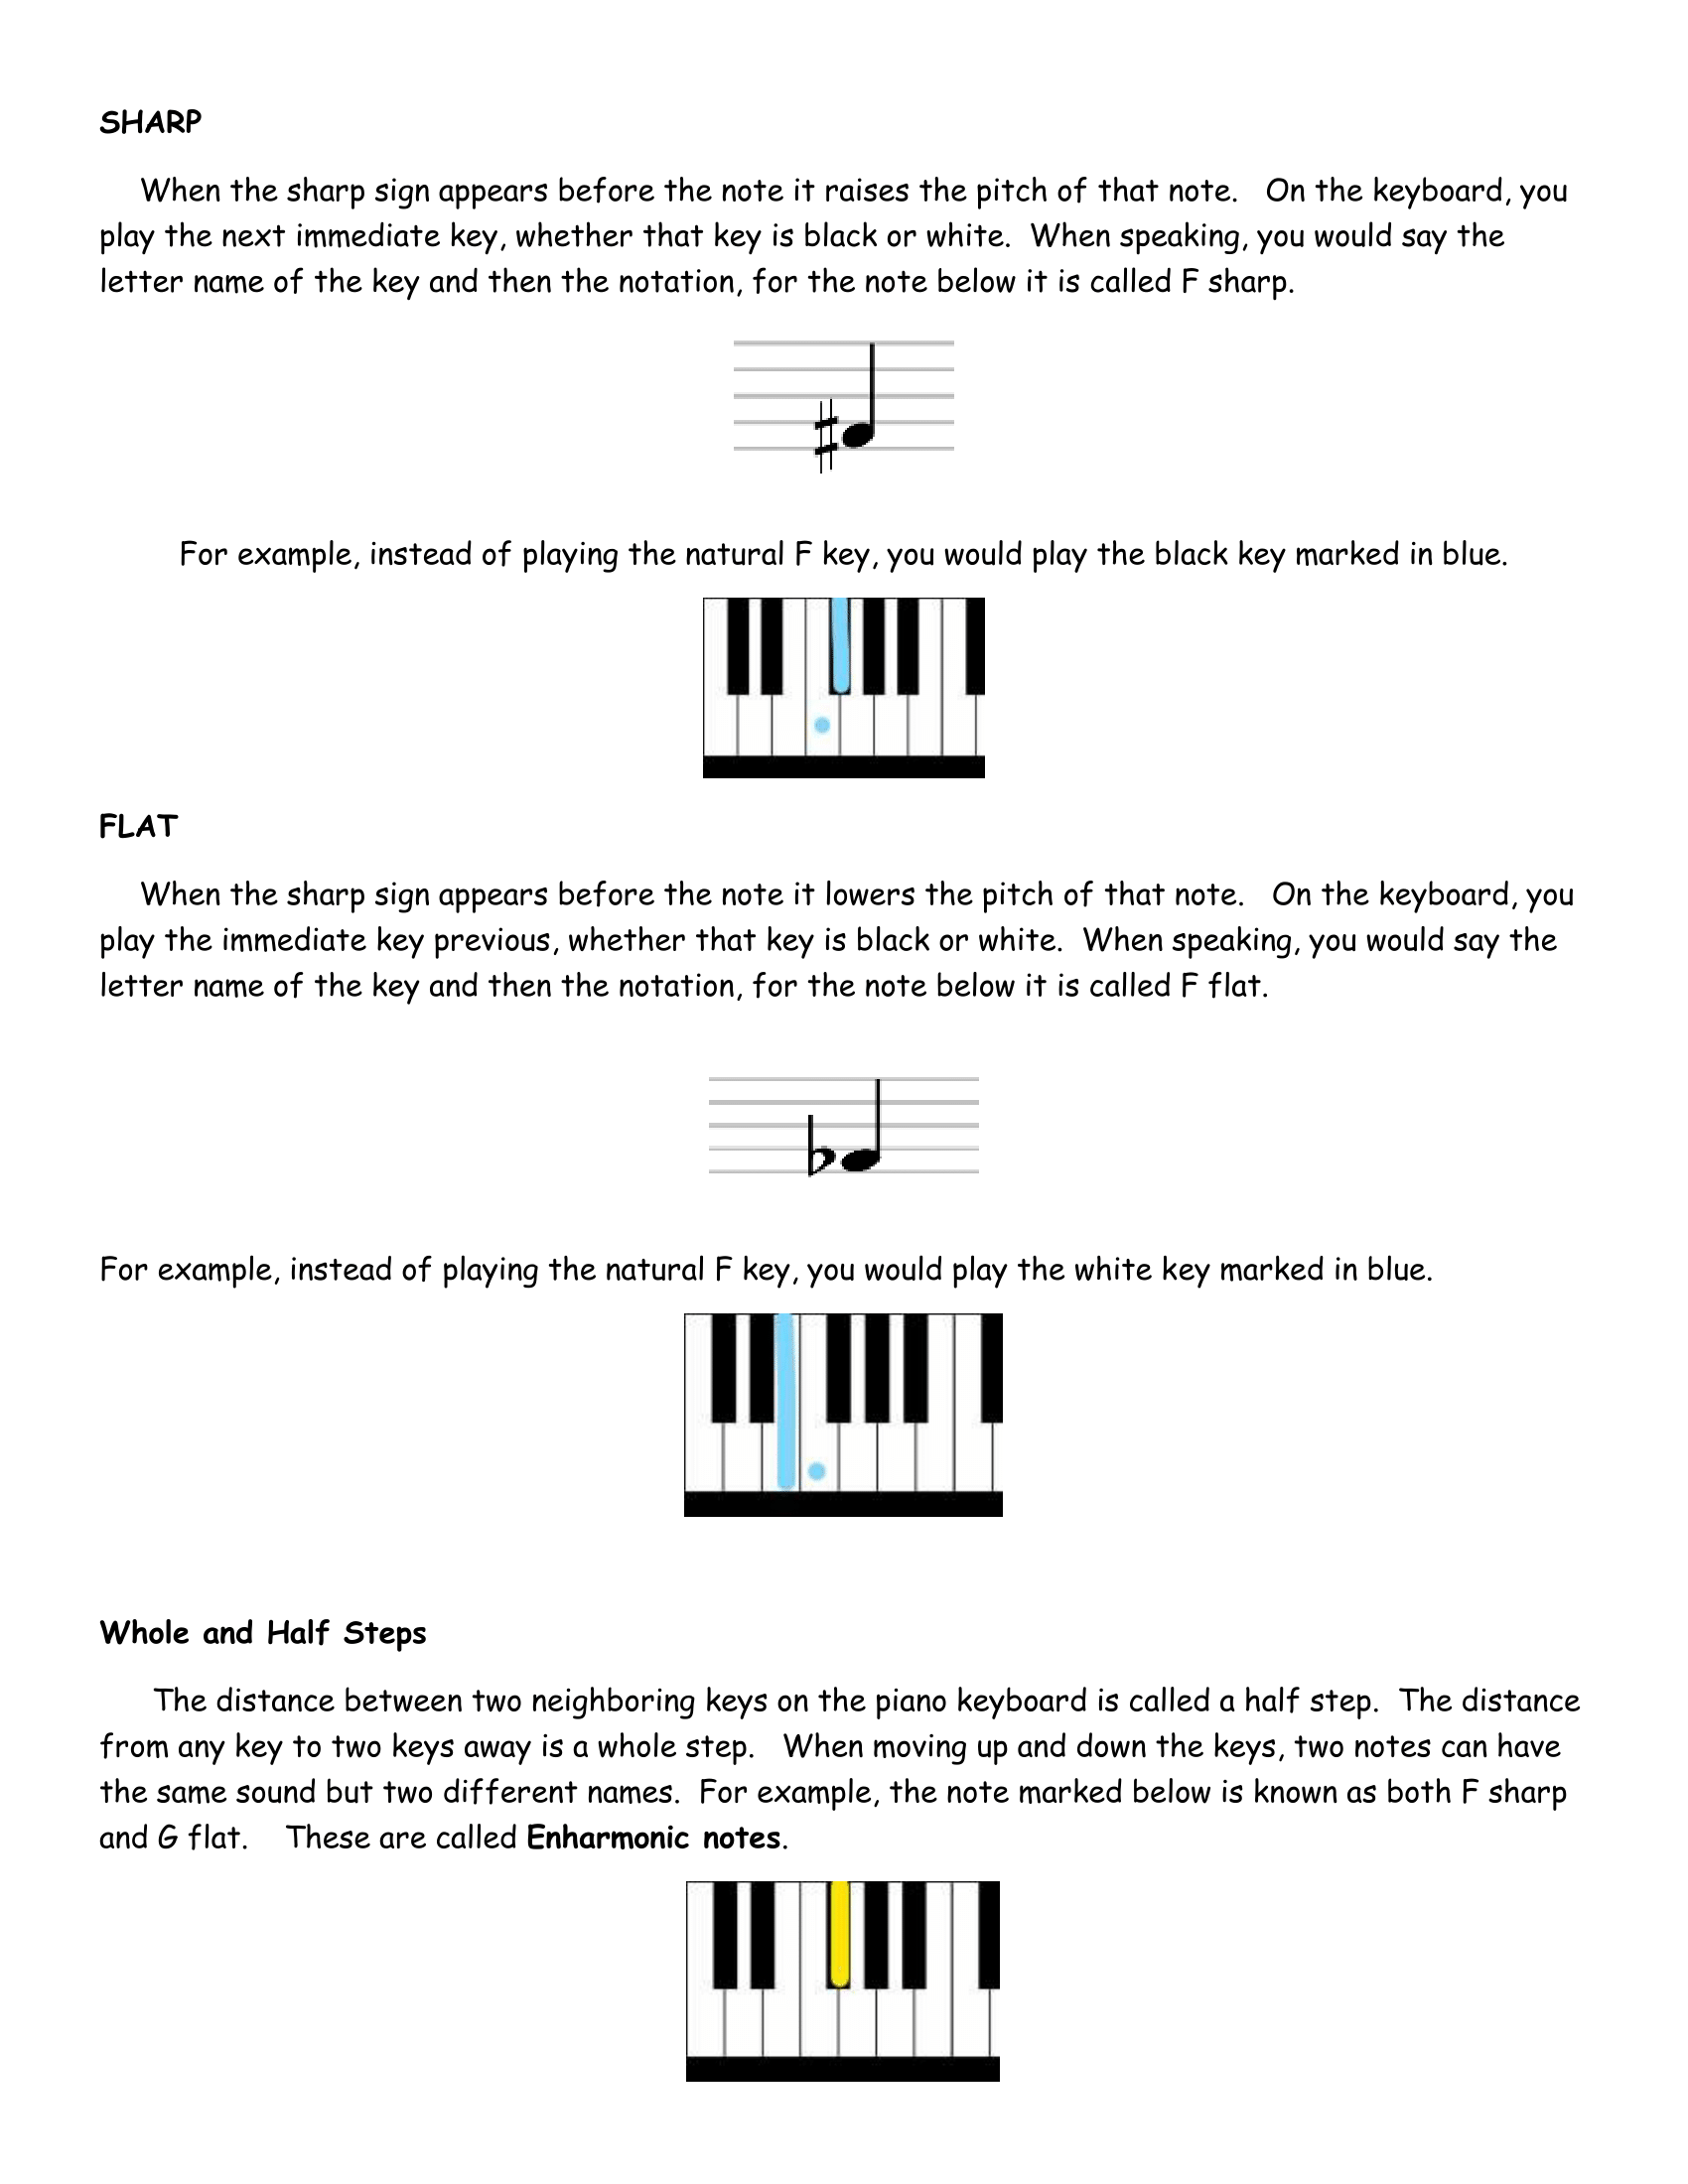 SHARP
When the sharp sign appears before the note it raises the pitch of that note. On the keyboard, you
play the next immediate key, whether that key is black or white. When speaking, you would say the
letter name of the key and then the notation, for the note below it is called F sharp.
For example, instead of playing the natural F key, you would play the black key marked in blue.
FLAT
When the sharp sign appears before the note it lowers the pitch of that note. On the keyboard, you
play the immediate key previous, whether that key is black or white. When speaking, you would say the
letter name of the key and then the notation, for the note below it is called F flat.
For example, instead of playing the natural F key, you would play the white key marked in blue.
Whole and Half Steps
The distance between two neighboring keys on the piano keyboard is called a half step. The distance
from any key to two keys away is a whole step. When moving up and down the keys, two notes can have
the same sound but two different names. For example, the note marked below is known as both F sharp
and G flat. These are called Enharmonic notes.